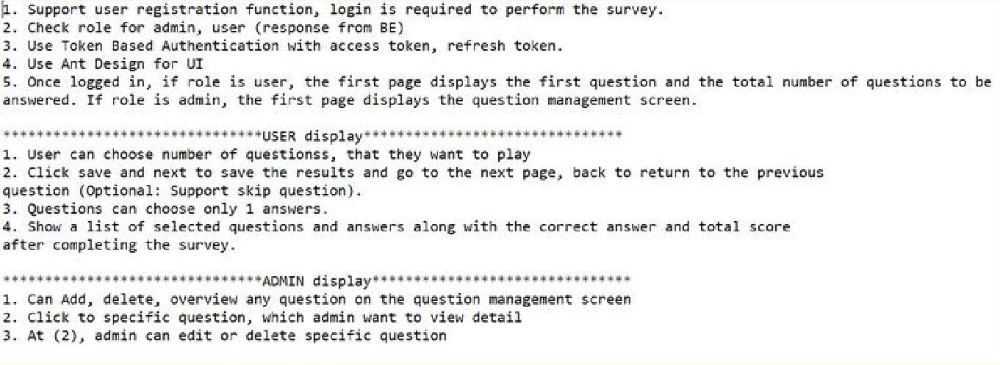 1. Support user registration function, login is required to perform the survey.
2. Check role for admin, user (response from BE)
3. Use Token Based Authentication with access token, refresh token.
4. Use Ant Design for UI
5. Once logged in, if role is user, the first page displays the first question and the total number of questions to be
answered. If role is admin, the first page displays the question management screen.
*******************************USER display*******************************
1. User can choose number of questionss, that they want to play
2. Click save and next to save the results and go to the next page, back to return to the previous
question (Optional: Support skip question).
3. Questions can choose only 1 answers.
4. Show a list of selected questions and answers along with the correct answer and total score
after completing the survey.
*******************************ADMIN display*******************************
1. Can Add, delete, overview any question on the question management screen
2. Click to specific question, which admin want to view detail
3. At (2), admin can edit or delete specific question